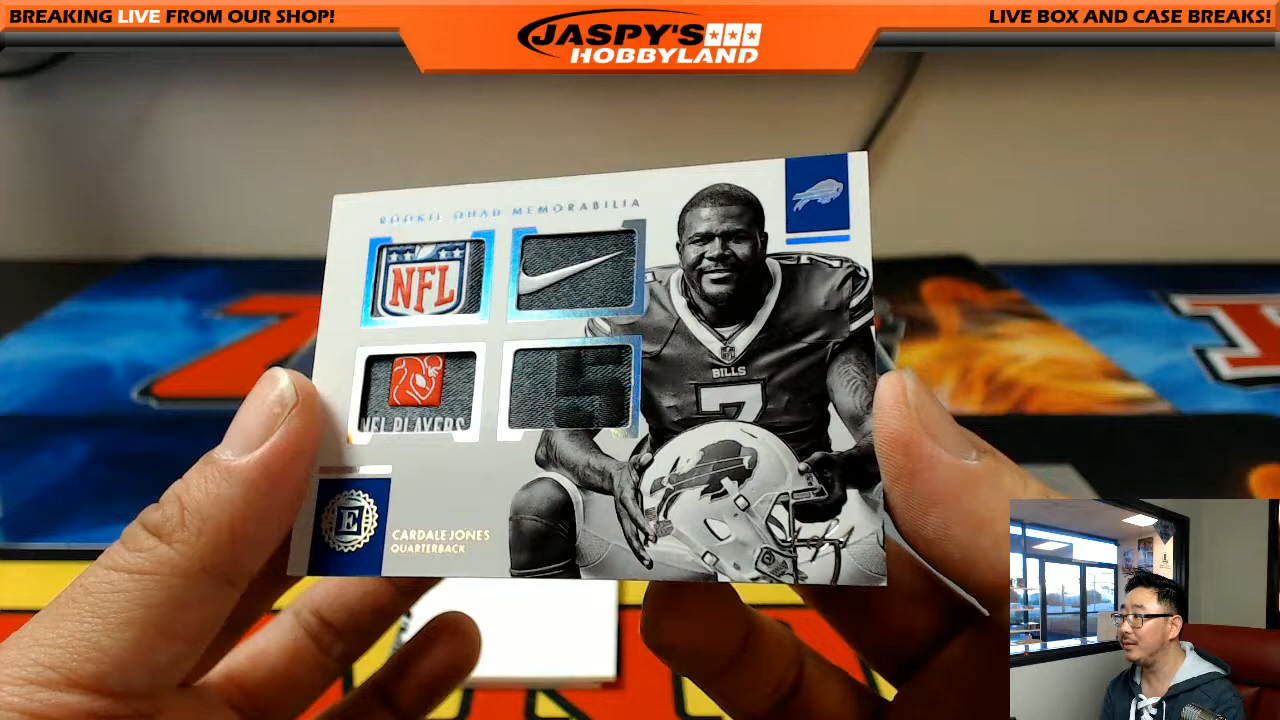 BREAKING LIVE FROM OUR SHOP!
JASPY'S
HOBBYLAND
LIVE BOX AND CASE BREAKS!
ROOKIE QUAD MEMORABILIA
NFL
NFL PLAYERS
BILLS
7
E
CARDALE JONES
QUARTERBACK